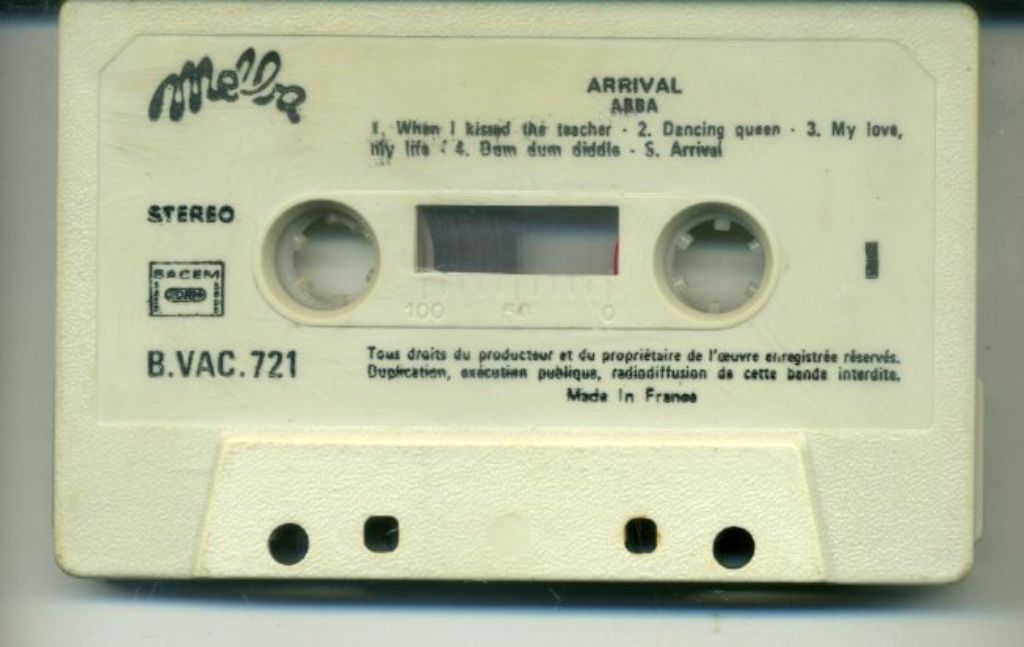 Melba
ARRIVAL
ABBA
1. When I kissed the teacher - 2. Dancing queen - 3. My love,
my life - 4. Dum dum diddle - 5. Arrival
STEREO
SACEM
100 50 0
B.VAC.721
Tous droits du producteur et du propriétaire de l'œuvre enregistrée réservés.
Duplication, exécution publique, radiodiffusion de cette bande interdite.
Made In France